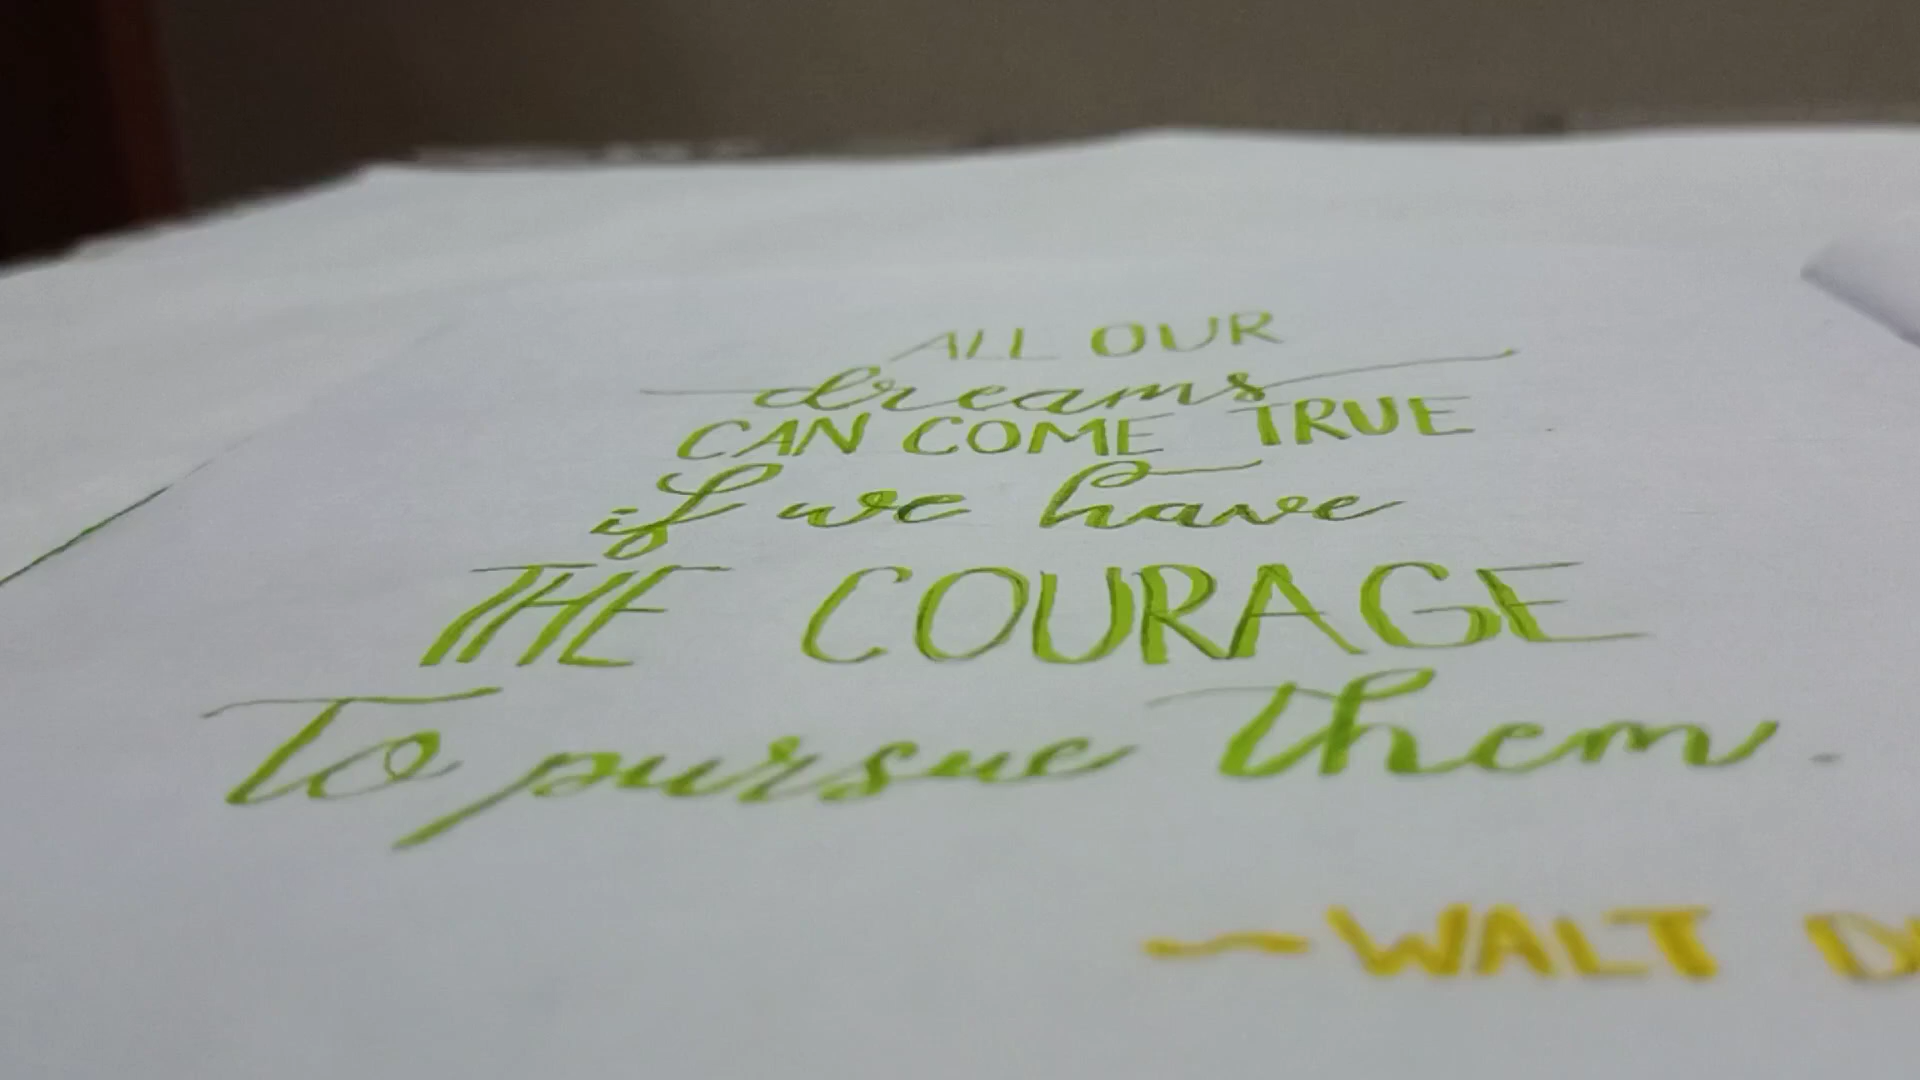 ALL OUR
dreams
CAN COME TRUE
if we have
THE COURAGE
To pursue them.
~WALT